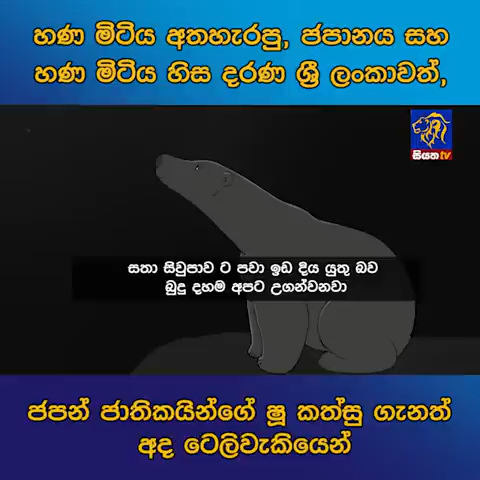 හණ මිටිය අතහැරපු, ජපානය සහ
හණ මිටිය හිස දරණ ශ්‍රී ලංකාවත්,
සියත tv
සතා සිවුපාව ට පවා ඉඩ දිය යුතු බව
බුදු දහම අපට උගන්වනවා
ජපන් ජාතිකයින්ගේ ෂූ කත්සු ගැනත්
අද ටෙලිවැකියෙන්